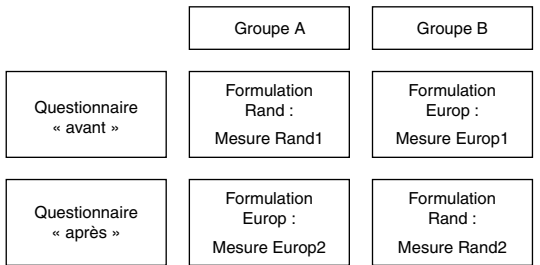 Groupe A
Groupe B
Questionnaire
« avant »
Formulation
Rand :
Mesure Rand1
Formulation
Europ :
Mesure Europ1
Questionnaire
« après »
Formulation
Europ :
Mesure Europ2
Formulation
Rand :
Mesure Rand2